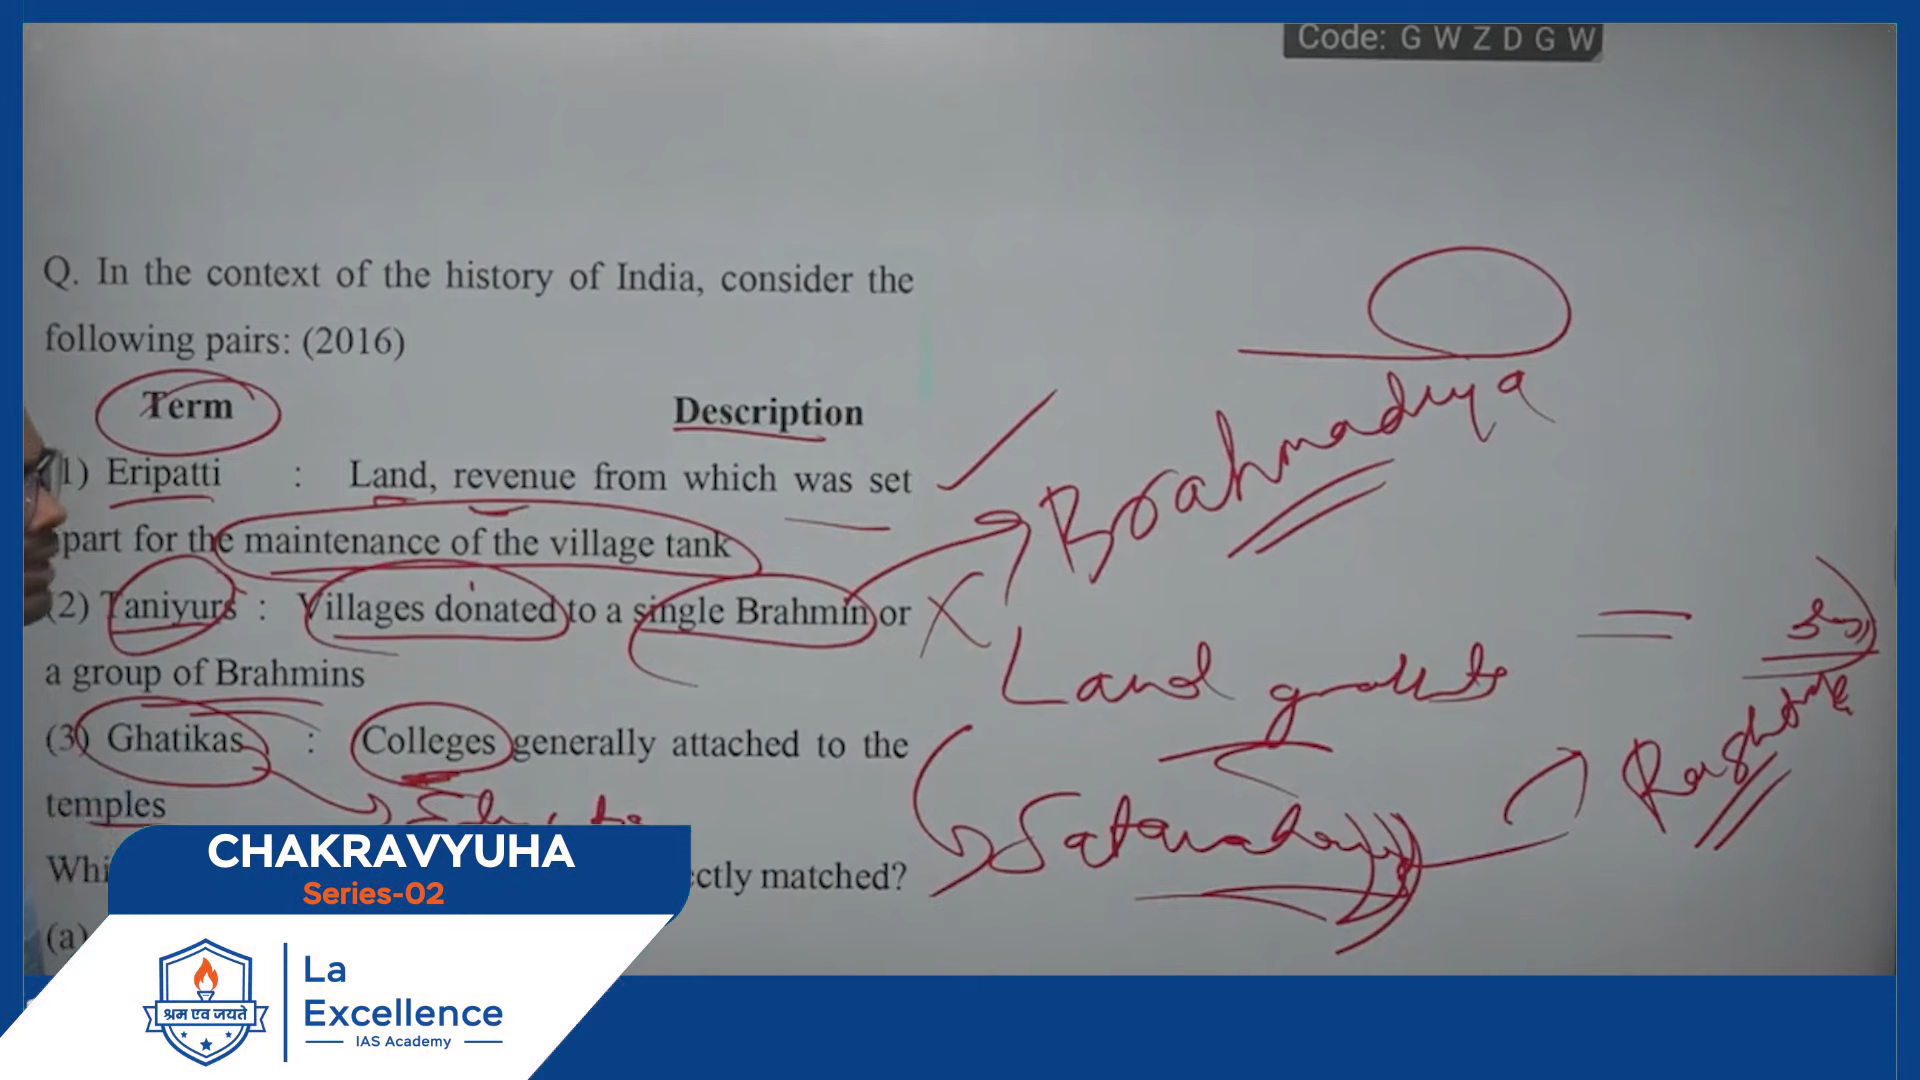 Code: G W Z D G W
Q. In the context of the history of India, consider the
following pairs: (2016)
Term Description
1) Eripatti : Land, revenue from which was set
part for the maintenance of the village tank
(2) Taniyurs : Villages donated to a single Brahmin or
a group of Brahmins
(3) Ghatikas : Colleges generally attached to the
temples
Whi
ctly matched?
(a)
Brahmadeya
Land
CHAKRAVYUHA
Series-02
श्रम एव जयते
La
Excellence
IAS Academy